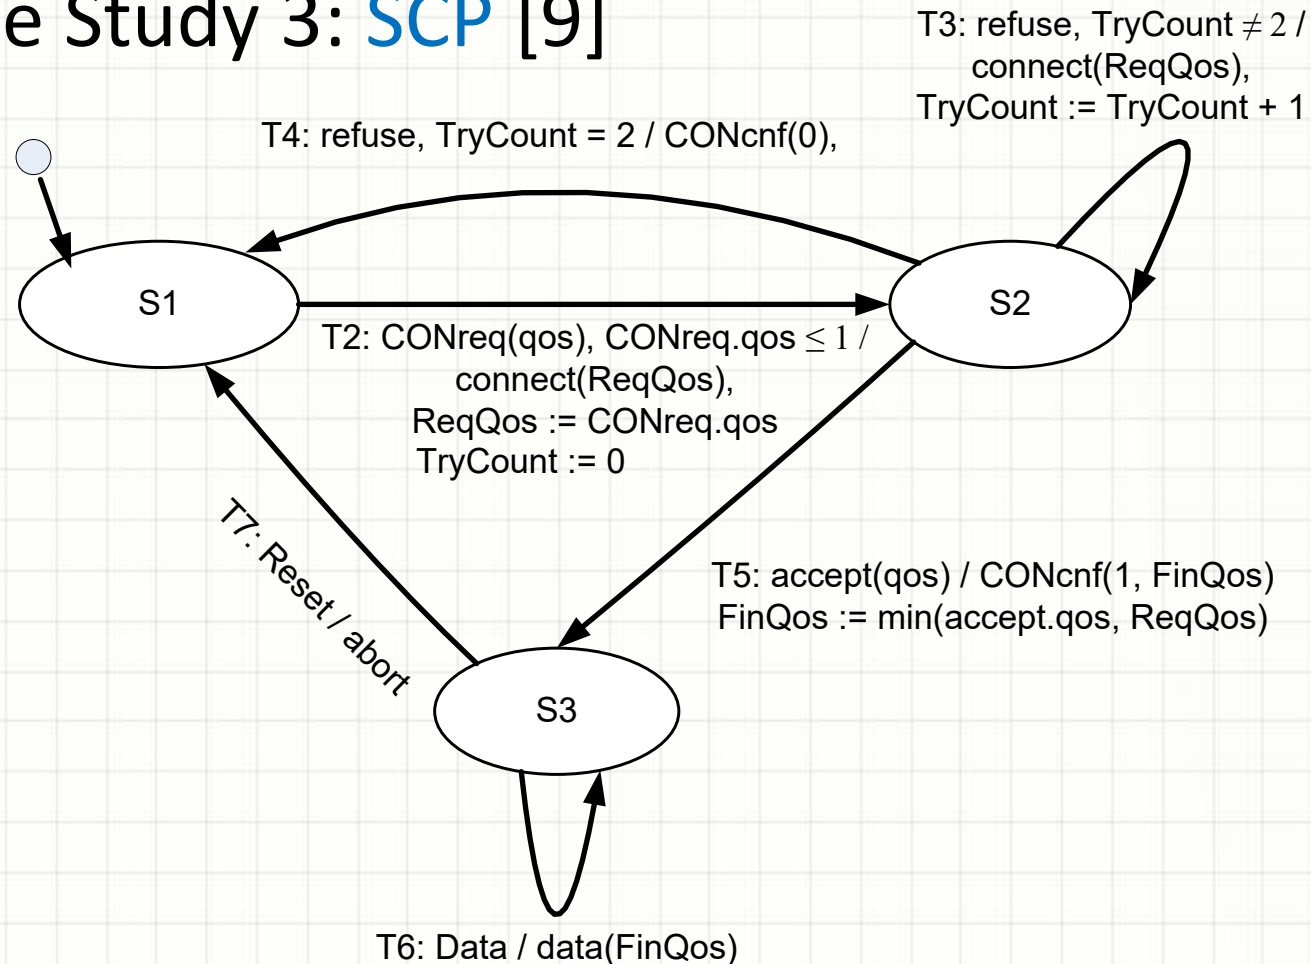 e Study 3: SCP [9]
T3: refuse, TryCount ≠ 2 /
connect(ReqQos),
TryCount := TryCount + 1
T4: refuse, TryCount = 2 / CONcnf(0),
S1
S2
T2: CONreq(qos), CONreq.qos ≤ 1 /
connect(ReqQos),
ReqQos := CONreq.qos
TryCount := 0
T7: Reset / abort
T5: accept(qos) / CONcnf(1, FinQos)
FinQos := min(accept.qos, ReqQos)
S3
T6: Data / data(FinQos)